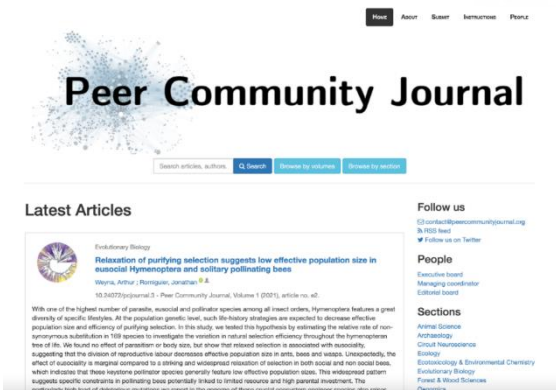 Home About Submit Instructions People
Peer Community Journal
Search articles, authors Search Browse by volumes Browse by section
Latest Articles
Evolutionary Biology
Relaxation of purifying selection suggests low effective population size in
eusocial Hymenoptera and solitary pollinating bees
Weyna, Arthur ; Romiguier, Jonathan
10.24072/pcjournal.3 - Peer Community Journal, Volume 1 (2021), article no. e2.
With one of the highest number of parasite, eusocial and pollinator species among all insect orders, Hymenoptera features a great
diversity of specific lifestyles. At the population genetic level, such life-history strategies are expected to decrease effective
population size and efficiency of purifying selection. In this study, we tested this hypothesis by estimating the relative rate of non-
synonymous substitution in 169 species to investigate the variation in natural selection efficiency throughout the hymenopteran
tree of life. We found no effect of parasitism or body size, but show that relaxed selection is associated with eusociality,
suggesting that the division of reproductive labour decreases effective population size in ants, bees and wasps. Unexpectedly, the
effect of eusociality is marginal compared to a striking and widespread relaxation of selection in both social and non social bees,
which indicates that these keystone pollinator species generally feature low effective population sizes. This widespread pattern
suggests specific constraints in pollinating bees potentially linked to limited resource and high parental investment. The
Follow us
contact@peercommunityjournal.org
RSS feed
Follow us on Twitter
People
Executive board
Managing coordinator
Editorial board
Sections
Animal Science
Archaeology
Circuit Neuroscience
Ecology
Ecotoxicology & Environmental Chemistry
Evolutionary Biology
Forest & Wood Sciences